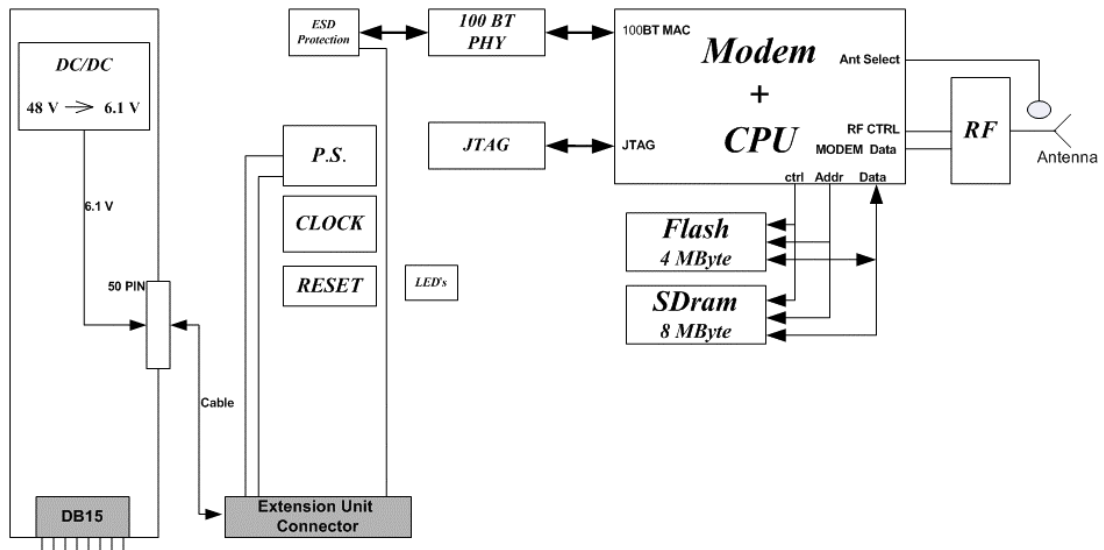 DC/DC
48 V 6.1 V
6.1 V
50 PIN
Cable
DB15
Extension Unit
Connector
ESD
Protection
P.S.
CLOCK
RESET
LED's
100 BT
PHY
JTAG
100BT MAC
Modem
+
CPU
JTAG
Ant Select
RF CTRL
MODEM Data
ctrl Addr Data
RF
Antenna
Flash
4 MByte
SDram
8 MByte